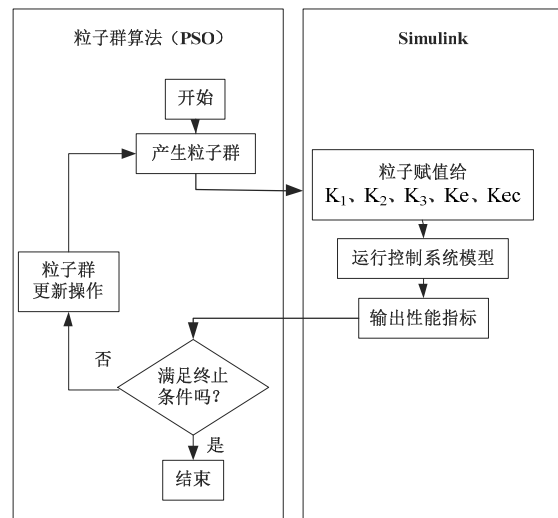 粒子群算法（PSO）
开始
产生粒子群
粒子群
更新操作
否
满足终止
条件吗？
是
结束
Simulink
粒子赋值给
K₁、K₂、K₃、Ke、Kec
运行控制系统模型
输出性能指标